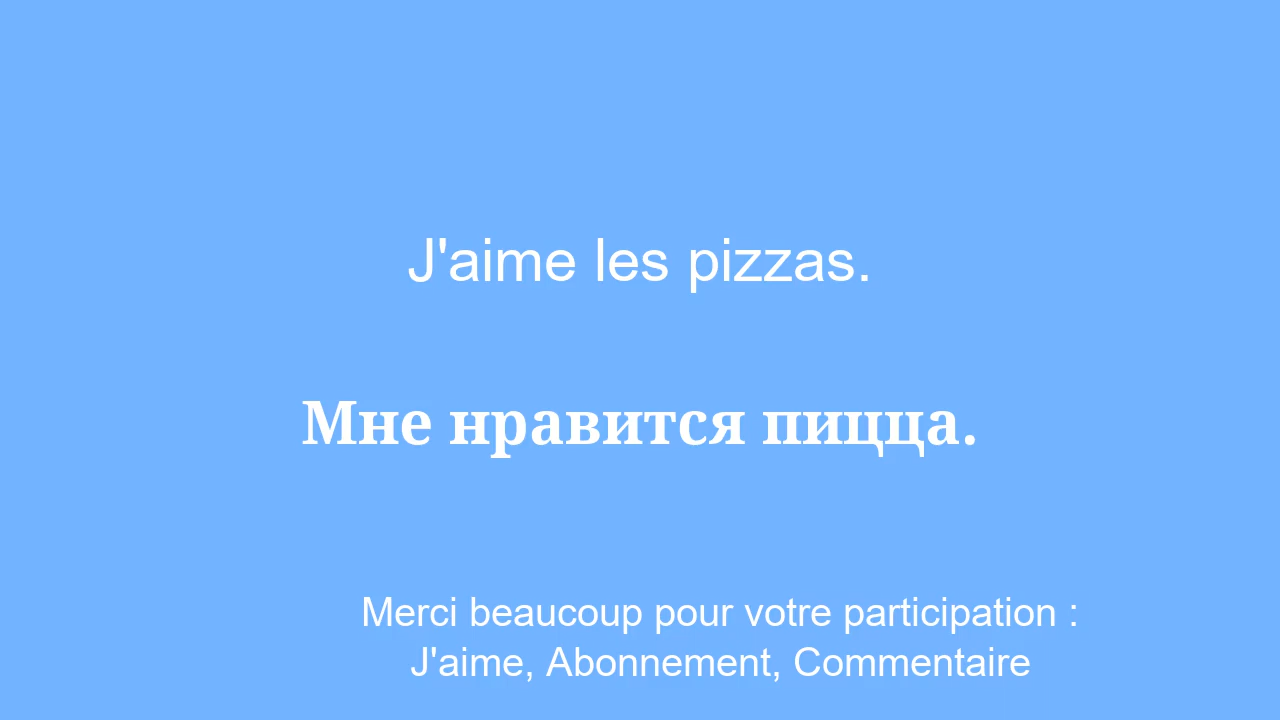 J'aime les pizzas.
Мне нравится пицца.
Merci beaucoup pour votre participation :
J'aime, Abonnement, Commentaire